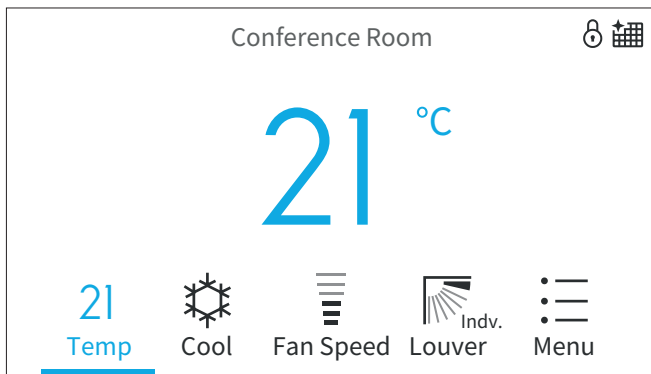 Conference Room
21 °C
21
Indv.
Temp Cool Fan Speed Louver Menu